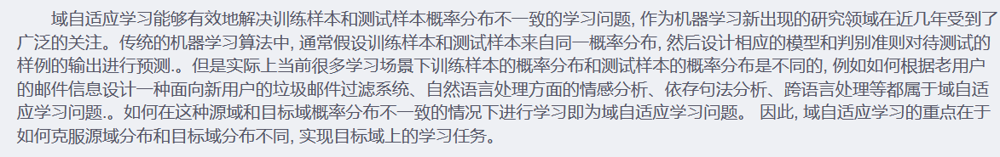 域自适应学习能够有效地解决训练样本和测试样本概率分布不一致的学习问题, 作为机器学习新出现的研究领域在近几年受到了
广泛的关注。传统的机器学习算法中, 通常假设训练样本和测试样本来自同一概率分布, 然后设计相应的模型和判别准则对待测试的
样例的输出进行预测.。但是实际上当前很多学习场景下训练样本的概率分布和测试样本的概率分布是不同的, 例如如何根据老用户
的邮件信息设计一种面向新用户的垃圾邮件过滤系统、自然语言处理方面的情感分析、依存句法分析、跨语言处理等都属于域自适
应学习问题.。如何在这种源域和目标域概率分布不一致的情况下进行学习即为域自适应学习问题。 因此, 域自适应学习的重点在于
如何克服源域分布和目标域分布不同, 实现目标域上的学习任务。